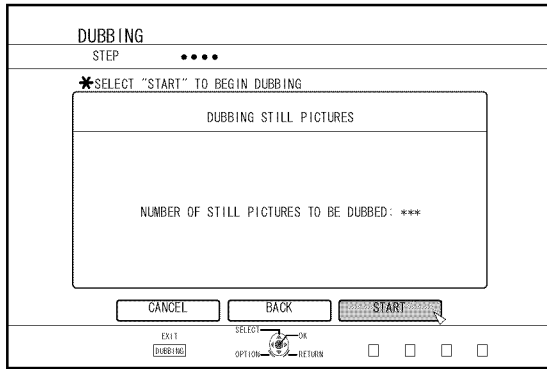 DUBBING
STEP ••••
✱SELECT "START" TO BEGIN DUBBING
DUBBING STILL PICTURES
NUMBER OF STILL PICTURES TO BE DUBBED: ***
CANCEL BACK START
EXIT SELECT OK
DUBBING OPTION RETURN